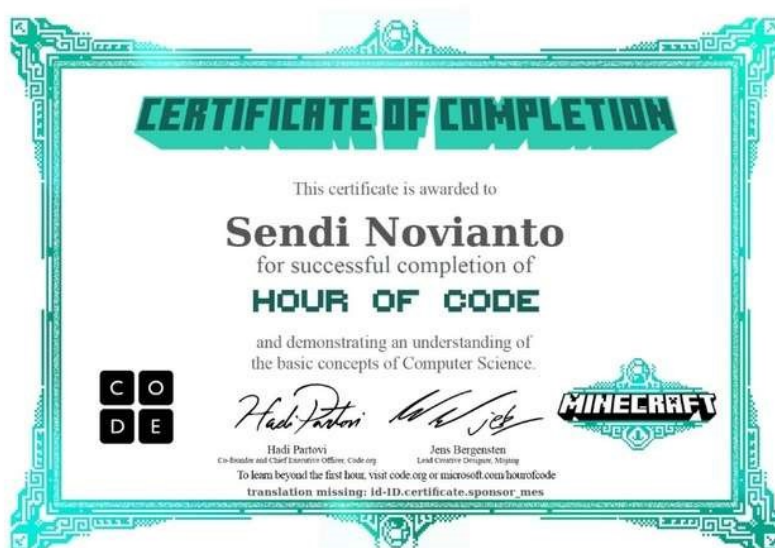 CERTIFICATE OF COMPLETION
This certificate is awarded to
Sendi Novianto
for successful completion of
HOUR OF CODE
and demonstrating an understanding of
the basic concepts of Computer Science.
C O
D E
Hadi Partovi
jeb
MINECRAFT
Hadi Partovi
Co-founder and Chief Executive Officer, Code.org
Jens Bergensten
Lead Creative Designer, Mojang
To learn beyond the first hour, visit code.org or microsoft.com/hourofcode
translation missing: id-ID.certificate.sponsor_mes